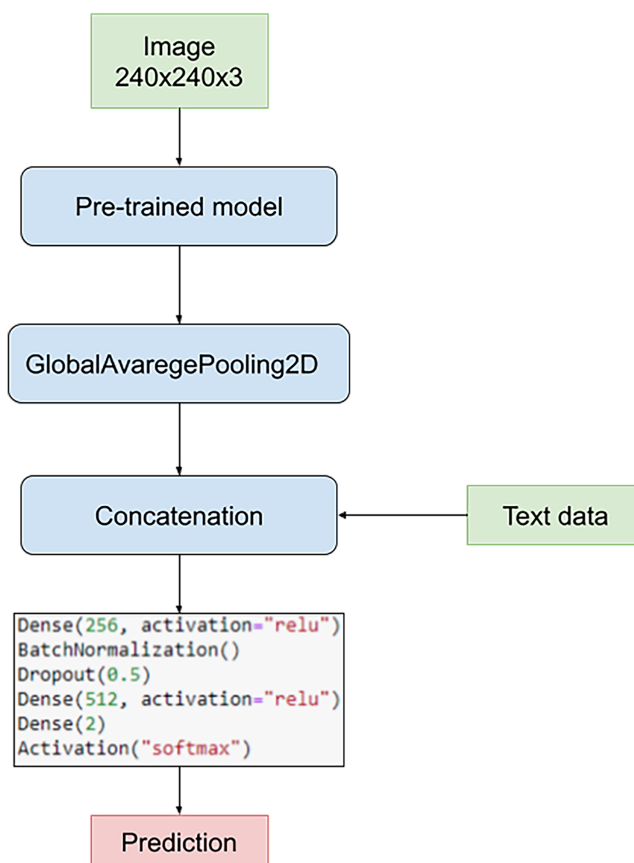 Image
240x240x3
Pre-trained model
GlobalAvaregePooling2D
Concatenation
Text data
Dense(256, activation="relu")
BatchNormalization()
Dropout(0.5)
Dense(512, activation="relu")
Dense(2)
Activation("softmax")
Prediction